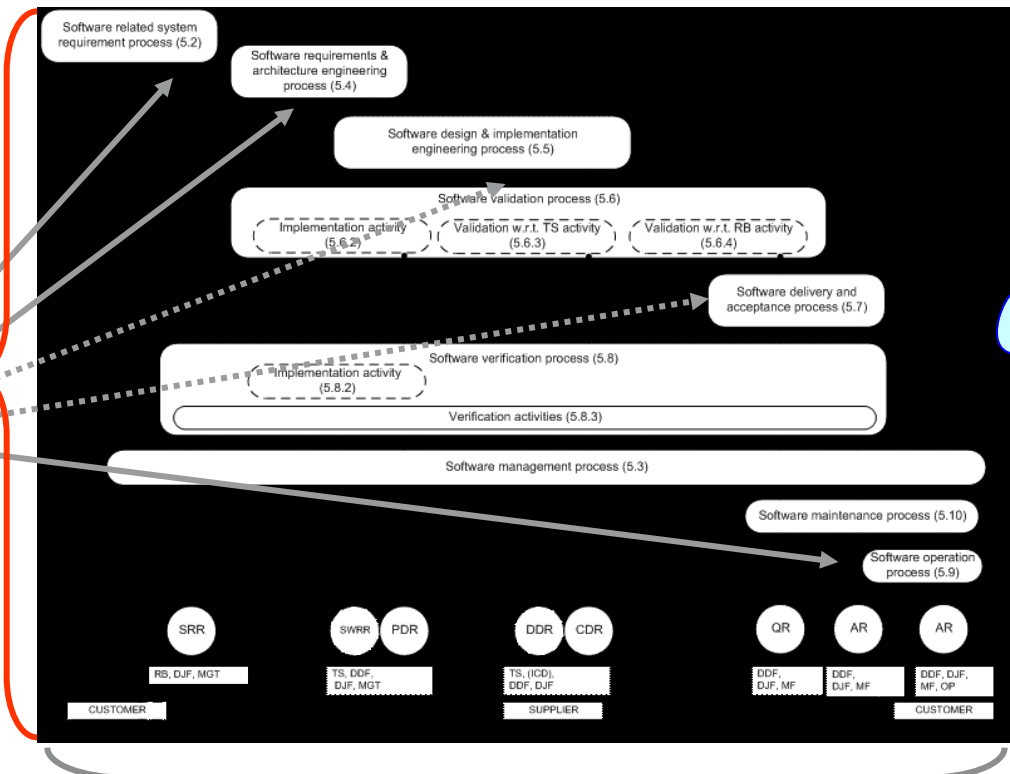 Software related system
requirement process (5.2)
Software requirements &
architecture engineering
process (5.4)
Software design & implementation
engineering process (5.5)
Software validation process (5.6)
Implementation activity
(5.6.2)
Validation w.r.t. TS activity
(5.6.3)
Validation w.r.t. RB activity
(5.6.4)
Software delivery and
acceptance process (5.7)
Software verification process (5.8)
Implementation activity
(5.8.2)
Verification activities (5.8.3)
Software management process (5.3)
Software maintenance process (5.10)
Software operation
process (5.9)
SRR
SWRR
PDR
DDR
CDR
QR
AR
AR
RB, DJF, MGT
TS, DDF,
DJF, MGT
TS, (ICD),
DDF, DJF
DDF,
DJF, MF
DDF,
DJF, MF
DDF, DJF,
MF, OP
CUSTOMER
SUPPLIER
CUSTOMER